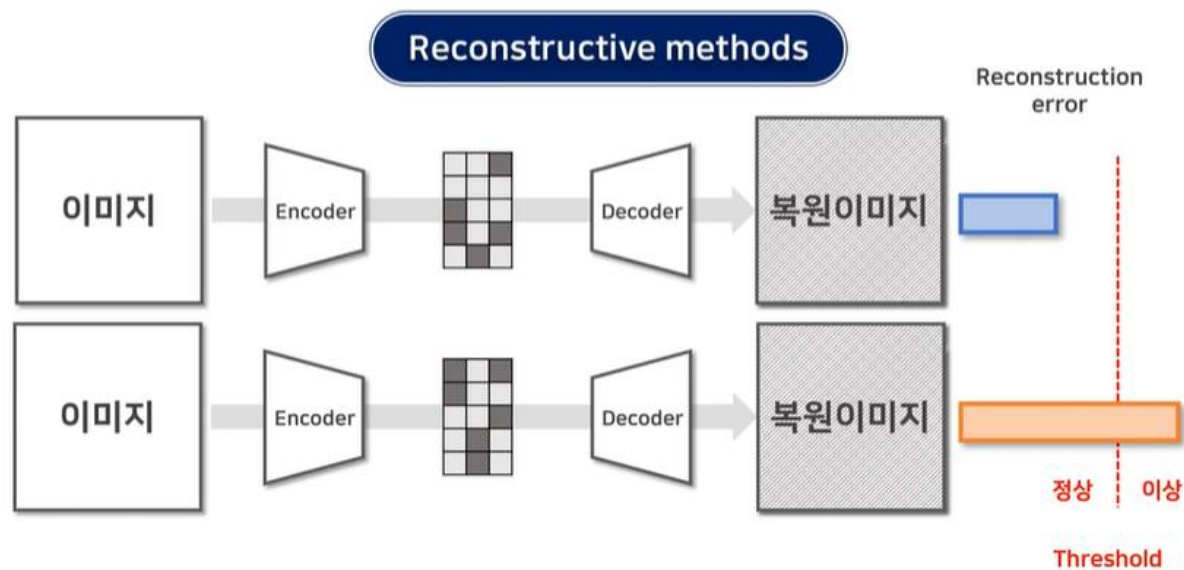 Reconstructive methods
Reconstruction
error
이미지
Encoder
Decoder
복원이미지
이미지
Encoder
Decoder
복원이미지
정상
이상
Threshold